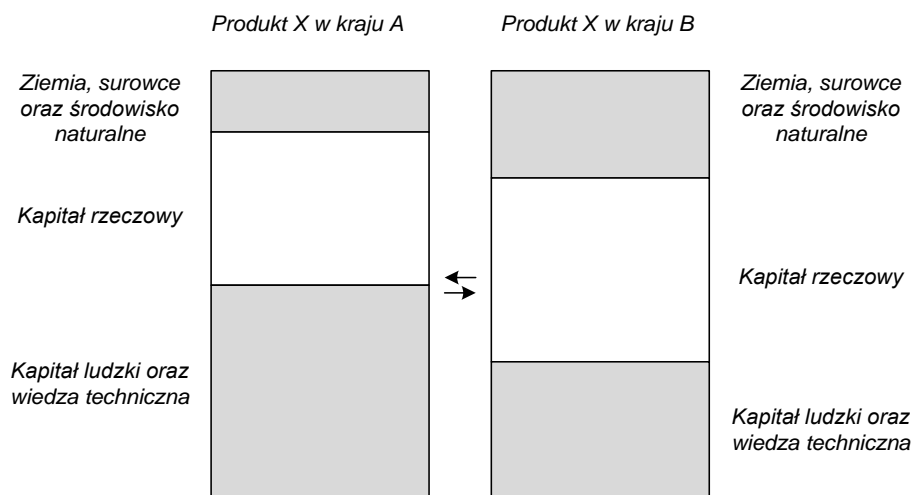 Produkt X w kraju A
Produkt X w kraju B
Ziemia, surowce
oraz środowisko
naturalne
Kapitał rzeczowy
Kapitał ludzki oraz
wiedza techniczna
Ziemia, surowce
oraz środowisko
naturalne
Kapitał rzeczowy
Kapitał ludzki oraz
wiedza techniczna